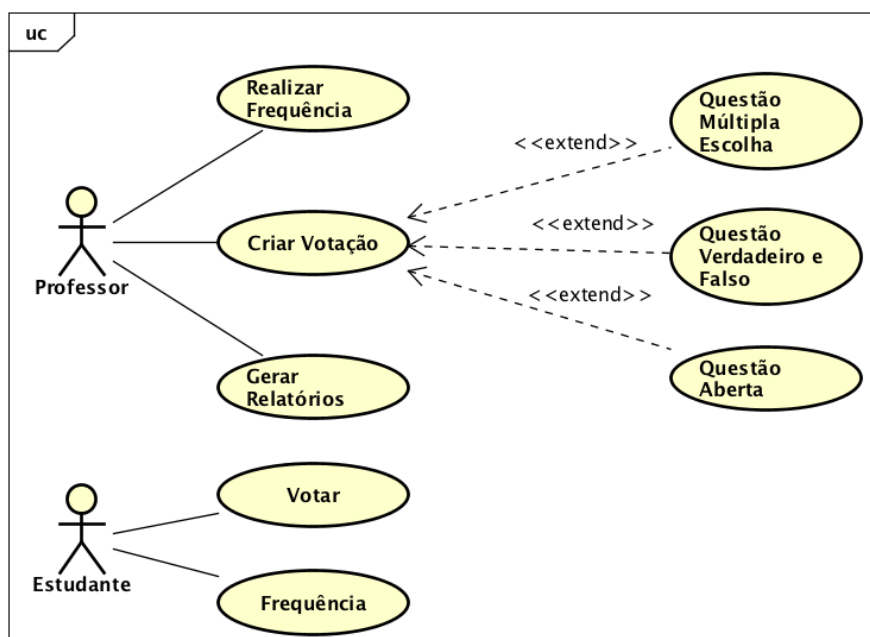 uc
Realizar
Frequência
Questão
Múltipla
Escolha
<<extend>>
Criar Votação
<<extend>>
Questão
Verdadeiro e
Falso
Professor
<<extend>>
Gerar
Relatórios
Questão
Aberta
Votar
Estudante
Frequência